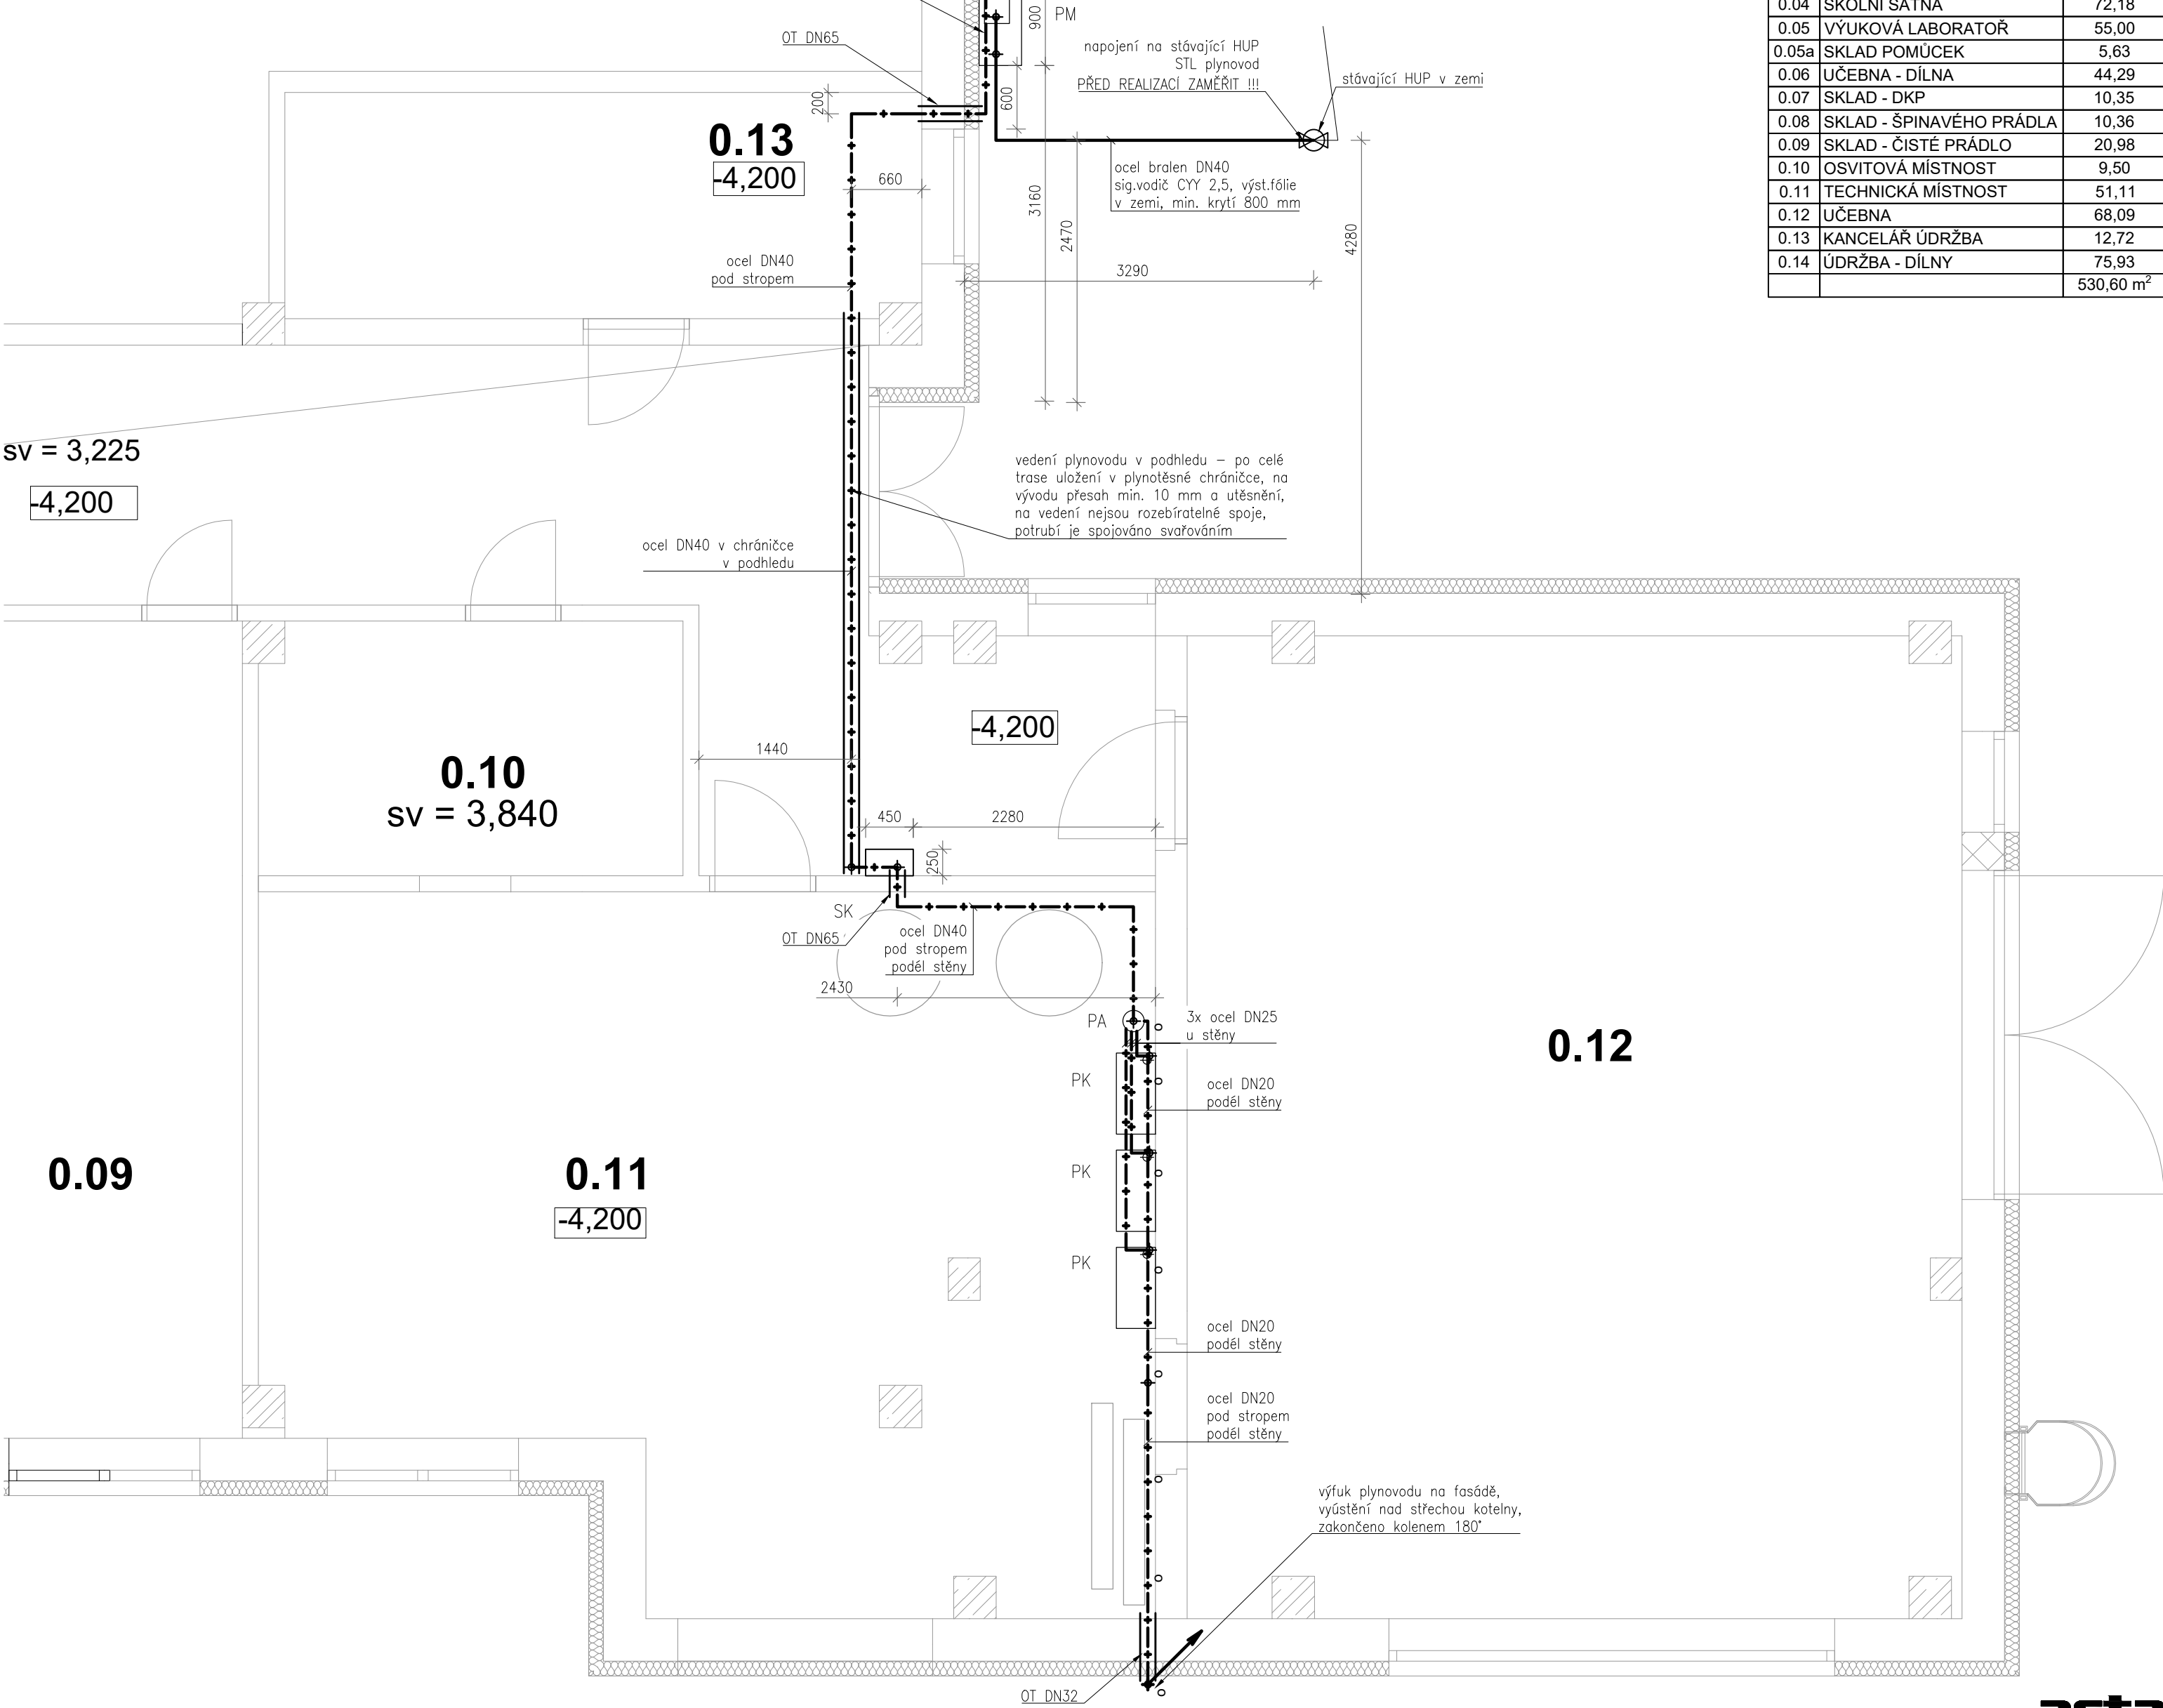 PM
900
OT DN65
napojení na stávající HUP
STL plynovod
PŘED REALIZACÍ ZAMĚŘIT !!!
stávající HUP v zemi
200
600
0.13
-4,200
660
ocel bralen DN40
sig.vodič CYY 2,5, výst.fólie
v zemi, min. krytí 800 mm
3160
2470
4280
3290
ocel DN40
pod stropem
0.04 ŠKOLNÍ ŠATNA 72,18
0.05 VÝUKOVÁ LABORATOŘ 55,00
0.05a SKLAD POMŮCEK 5,63
0.06 UČEBNA - DÍLNA 44,29
0.07 SKLAD - DKP 10,35
0.08 SKLAD - ŠPINAVÉHO PRÁDLA 10,36
0.09 SKLAD - ČISTÉ PRÁDLO 20,98
0.10 OSVITOVÁ MÍSTNOST 9,50
0.11 TECHNICKÁ MÍSTNOST 51,11
0.12 UČEBNA 68,09
0.13 KANCELÁŘ ÚDRŽBA 12,72
0.14 ÚDRŽBA - DÍLNY 75,93
530,60 m²
sv = 3,225
-4,200
vedení plynovodu v podhledu – po celé
trase uložení v plynotěsné chráničce, na
vývodu přesah min. 10 mm a utěsnění,
na vedení nejsou rozebíratelné spoje,
potrubí je spojováno svařováním
ocel DN40 v chráničce
v podhledu
-4,200
1440
0.10
sv = 3,840
450
2280
250
SK
OT DN65
ocel DN40
pod stropem
podél stěny
2430
PA
3x ocel DN25
u stěny
0.12
PK
ocel DN20
podél stěny
0.09
0.11
-4,200
PK
PK
ocel DN20
podél stěny
ocel DN20
pod stropem
podél stěny
výfuk plynovodu na fasádě,
vyústění nad střechou kotelny,
zakončeno kolenem 180°
OT DN32